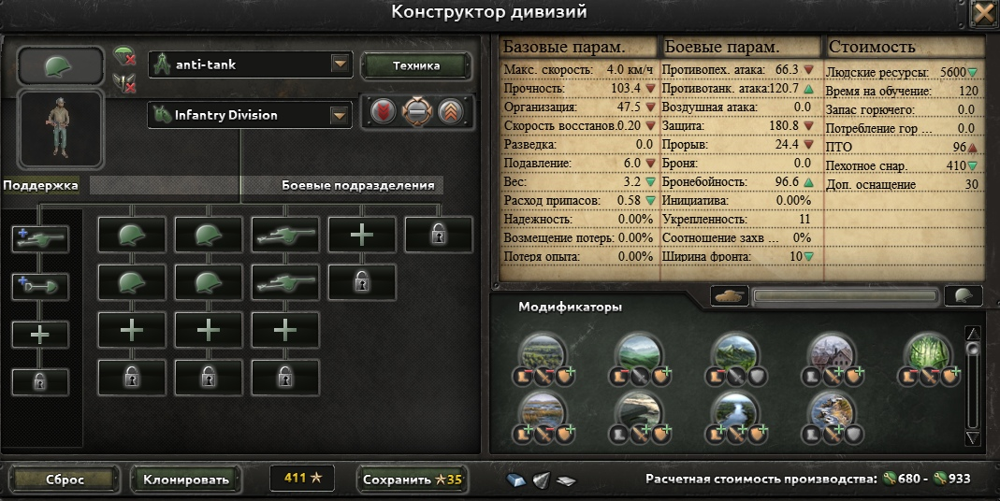 Конструктор дивизий
anti-tank
Техника
Infantry Division
Поддержка
Боевые подразделения
Базовые парам.
Макс. скорость: 4.0 км/ч
Прочность: 103.4
Организация: 47.5
Скорость восстанов. 0.20
Разведка: 0.0
Подавление: 6.0
Вес: 3.2
Расход припасов: 0.58
Надежность: 0.00%
Возмещение потерь: 0.00%
Потеря опыта: 0.00%
Боевые парам.
Противопех. атака: 66.3
Противотанк. атака: 120.7
Воздушная атака: 0.0
Защита: 180.8
Прорыв: 24.4
Броня: 0.0
Бронебойность: 96.6
Инициатива: 0.00%
Укрепленность: 11
Соотношение захв ... 0%
Ширина фронта: 10
Стоимость
Людские ресурсы: 5600
Время на обучение: 120
Запас горючего: 0.0
Потребление гор ... 0.0
ПТО 96
Пехотное снар. 410
Доп. оснащение 30
Модификаторы
Сброс
Клонировать
411
Сохранить 35
Расчетная стоимость производства: 680 - 933